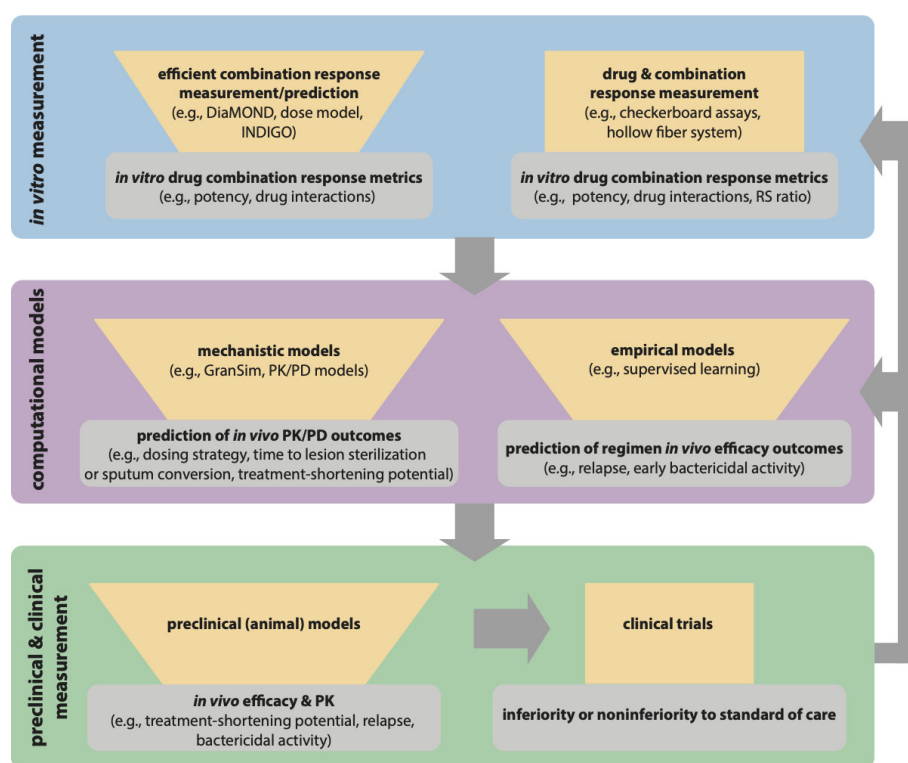 in vitro measurement
efficient combination response
measurement/prediction
(e.g., DiaMOND, dose model,
INDIGO)
in vitro drug combination response metrics
(e.g., potency, drug interactions)
drug & combination
response measurement
(e.g., checkerboard assays,
hollow fiber system)
in vitro drug combination response metrics
(e.g., potency, drug interactions, RS ratio)
computational models
mechanistic models
(e.g., GranSim, PK/PD models)
prediction of in vivo PK/PD outcomes
(e.g., dosing strategy, time to lesion sterilization
or sputum conversion, treatment-shortening potential)
empirical models
(e.g., supervised learning)
prediction of regimen in vivo efficacy outcomes
(e.g., relapse, early bactericidal activity)
preclinical & clinical
measurement
preclinical (animal) models
in vivo efficacy & PK
(e.g., treatment-shortening potential, relapse,
bactericidal activity)
clinical trials
inferiority or noninferiority to standard of care